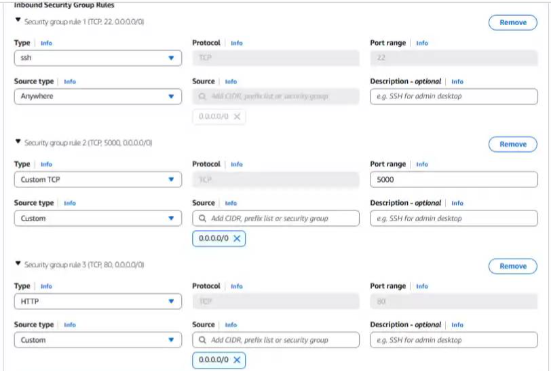 Inbound Security Group Rules
▼ Security group rule 1 (TCP, 22, 0.0.0.0/0)
Remove
Type | Info Protocol | Info Port range | Info
ssh TCP 22
Source type | Info Source | Info Description - optional | Info
Anywhere Add CIDR, prefix list or security group e.g. SSH for admin desktop
0.0.0.0/0 ✕
▼ Security group rule 2 (TCP, 5000, 0.0.0.0/0)
Remove
Type | Info Protocol | Info Port range | Info
Custom TCP TCP 5000
Source type | Info Source | Info Description - optional | Info
Custom Add CIDR, prefix list or security group e.g. SSH for admin desktop
0.0.0.0/0 ✕
▼ Security group rule 3 (TCP, 80, 0.0.0.0/0)
Remove
Type | Info Protocol | Info Port range | Info
HTTP TCP 80
Source type | Info Source | Info Description - optional | Info
Custom Add CIDR, prefix list or security group e.g. SSH for admin desktop
0.0.0.0/0 ✕